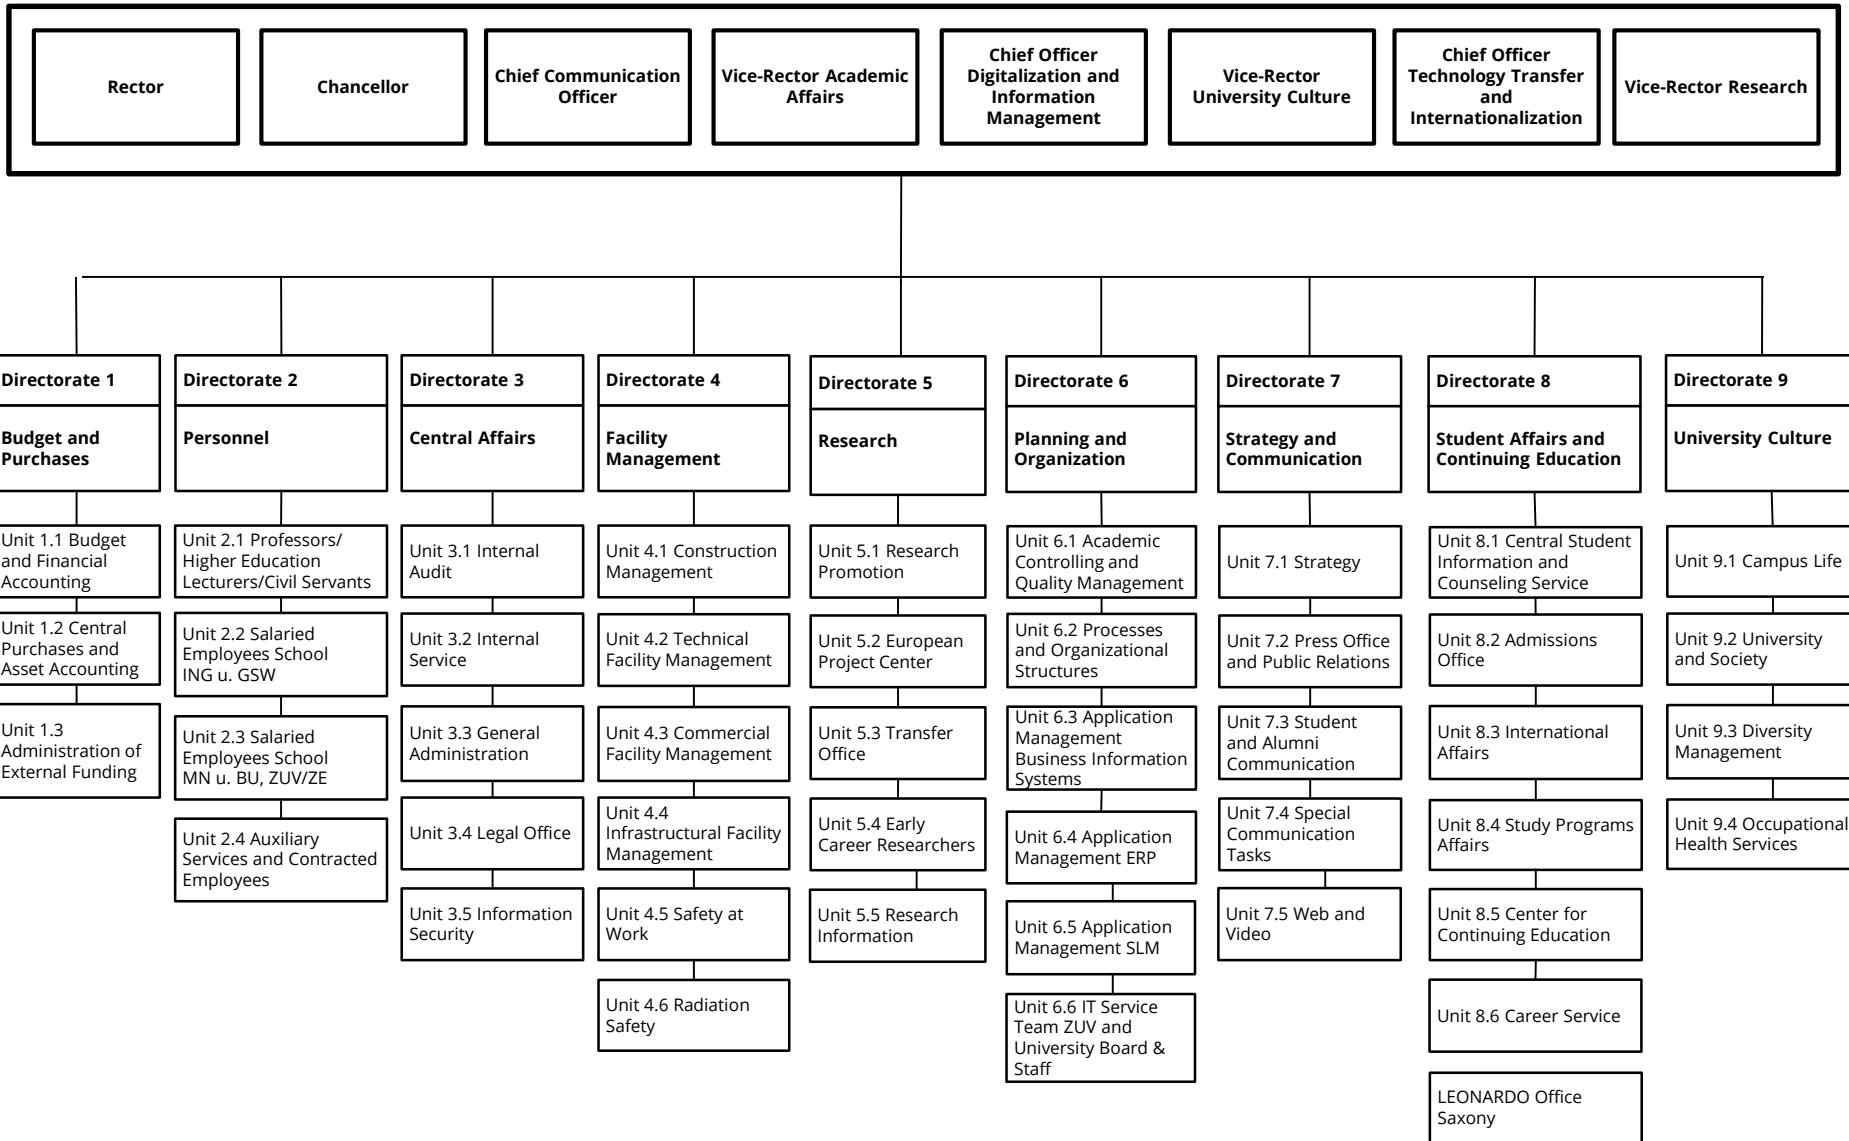 Rector
Chancellor
Chief Communication
Officer
Vice-Rector Academic
Affairs
Chief Officer
Digitalization and
Information
Management
Vice-Rector
University Culture
Chief Officer
Technology Transfer
and
Internationalization
Vice-Rector Research
Directorate 1
Budget and
Purchases
Unit 1.1 Budget
and Financial
Accounting
Unit 1.2 Central
Purchases and
Asset Accounting
Unit 1.3
Administration of
External Funding
Directorate 2
Personnel
Unit 2.1 Professors/
Higher Education
Lecturers/Civil Servants
Unit 2.2 Salaried
Employees School
ING u. GSW
Unit 2.3 Salaried
Employees School
MN u. BU, ZUV/ZE
Unit 2.4 Auxiliary
Services and Contracted
Employees
Directorate 3
Central Affairs
Unit 3.1 Internal
Audit
Unit 3.2 Internal
Service
Unit 3.3 General
Administration
Unit 3.4 Legal Office
Unit 3.5 Information
Security
Directorate 4
Facility
Management
Unit 4.1 Construction
Management
Unit 4.2 Technical
Facility Management
Unit 4.3 Commercial
Facility Management
Unit 4.4
Infrastructural Facility
Management
Unit 4.5 Safety at
Work
Unit 4.6 Radiation
Safety
Directorate 5
Research
Unit 5.1 Research
Promotion
Unit 5.2 European
Project Center
Unit 5.3 Transfer
Office
Unit 5.4 Early
Career Researchers
Unit 5.5 Research
Information
Directorate 6
Planning and
Organization
Unit 6.1 Academic
Controlling and
Quality Management
Unit 6.2 Processes
and Organizational
Structures
Unit 6.3 Application
Management
Business Information
Systems
Unit 6.4 Application
Management ERP
Unit 6.5 Application
Management SLM
Unit 6.6 IT Service
Team ZUV and
University Board &
Staff
Directorate 7
Strategy and
Communication
Unit 7.1 Strategy
Unit 7.2 Press Office
and Public Relations
Unit 7.3 Student
and Alumni
Communication
Unit 7.4 Special
Communication
Tasks
Unit 7.5 Web and
Video
Directorate 8
Student Affairs and
Continuing Education
Unit 8.1 Central Student
Information and
Counseling Service
Unit 8.2 Admissions
Office
Unit 8.3 International
Affairs
Unit 8.4 Study Programs
Affairs
Unit 8.5 Center for
Continuing Education
Unit 8.6 Career Service
LEONARDO Office
Saxony
Directorate 9
University Culture
Unit 9.1 Campus Life
Unit 9.2 University
and Society
Unit 9.3 Diversity
Management
Unit 9.4 Occupational
Health Services